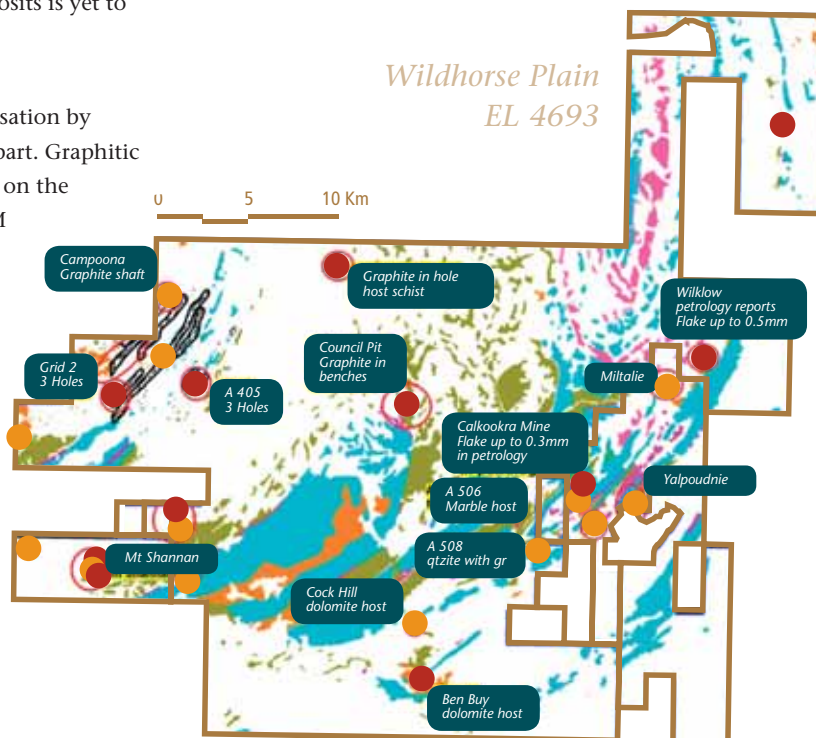 osits is yet to
sation by
part. Graphitic
on the
M
Wildhorse Plain
EL 4693
0 5 10 Km
Campoona
Graphite shaft
Graphite in hole
host schist
Wilklow
petrology reports
Flake up to 0.5mm
Grid 2
3 Holes
A 405
3 Holes
Council Pit
Graphite in
benches
Miltalie
Calkookra Mine
Flake up to 0.3mm
in petrology
A 506
Marble host
Yalpoudnie
A 508
qtzite with gr
Mt Shannan
Cock Hill
dolomite host
Ben Buy
dolomite host